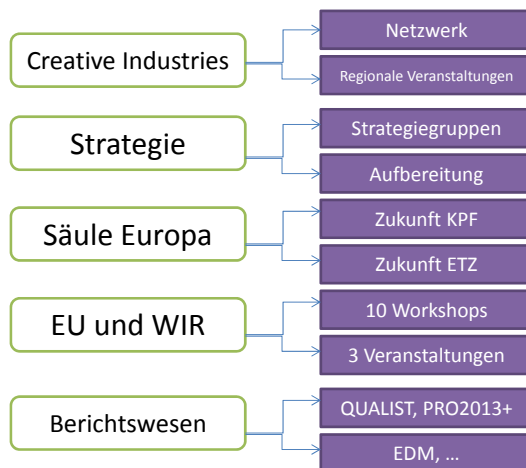 Creative Industries
Netzwerk
Regionale Veranstaltungen
Strategie
Strategiegruppen
Aufbereitung
Säule Europa
Zukunft KPF
Zukunft ETZ
EU und WIR
10 Workshops
3 Veranstaltungen
Berichtswesen
QUALIST, PRO2013+
EDM, ...